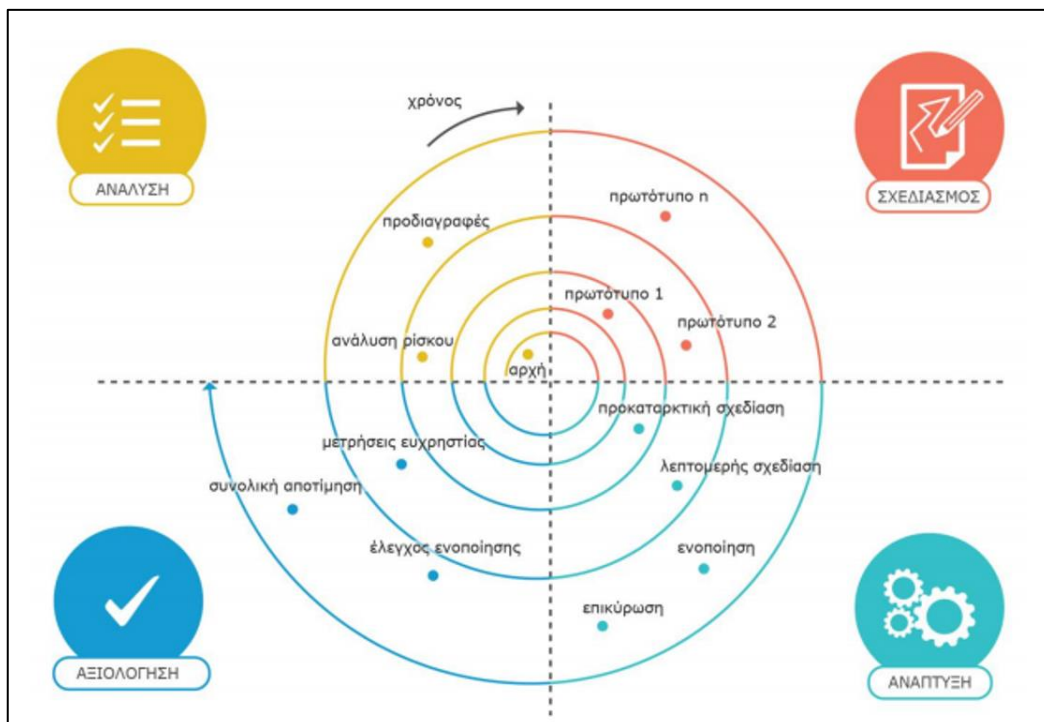 χρόνος
ΑΝΑΛΥΣΗ
ΣΧΕΔΙΑΣΜΟΣ
προδιαγραφές
πρωτότυπο n
πρωτότυπο 1
πρωτότυπο 2
ανάλυση ρίσκου
αρχή
προκαταρκτική σχεδίαση
μετρήσεις ευχρηστίας
λεπτομερής σχεδίαση
συνολική αποτίμηση
έλεγχος ενοποίησης
ενοποίηση
επικύρωση
ΑΞΙΟΛΟΓΗΣΗ
ΑΝΑΠΤΥΞΗ